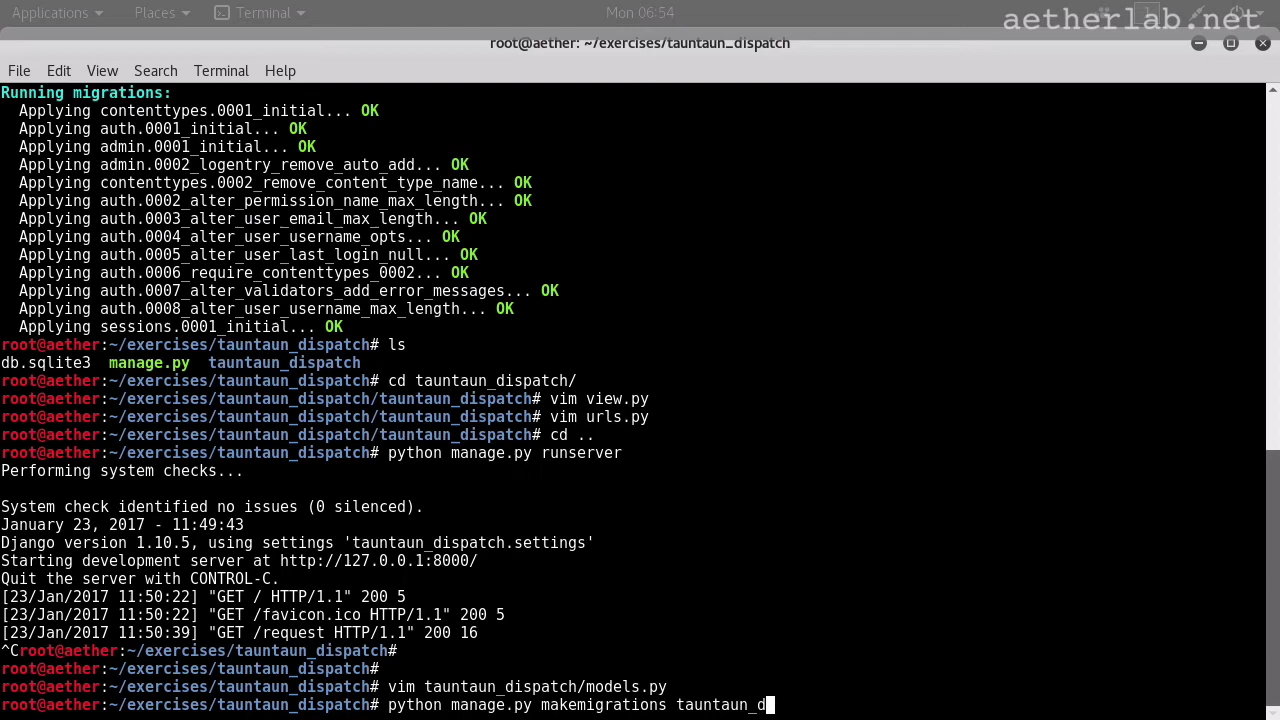 Applications Places Terminal Mon 06:54 1
aetherlab.net
root@aether: ~/exercises/tauntaun_dispatch
File Edit View Search Terminal Help
Running migrations:
  Applying contenttypes.0001_initial... OK
  Applying auth.0001_initial... OK
  Applying admin.0001_initial... OK
  Applying admin.0002_logentry_remove_auto_add... OK
  Applying contenttypes.0002_remove_content_type_name... OK
  Applying auth.0002_alter_permission_name_max_length... OK
  Applying auth.0003_alter_user_email_max_length... OK
  Applying auth.0004_alter_user_username_opts... OK
  Applying auth.0005_alter_user_last_login_null... OK
  Applying auth.0006_require_contenttypes_0002... OK
  Applying auth.0007_alter_validators_add_error_messages... OK
  Applying auth.0008_alter_user_username_max_length... OK
  Applying sessions.0001_initial... OK
root@aether:~/exercises/tauntaun_dispatch# ls
db.sqlite3  manage.py  tauntaun_dispatch
root@aether:~/exercises/tauntaun_dispatch# cd tauntaun_dispatch/
root@aether:~/exercises/tauntaun_dispatch/tauntaun_dispatch# vim view.py
root@aether:~/exercises/tauntaun_dispatch/tauntaun_dispatch# vim urls.py
root@aether:~/exercises/tauntaun_dispatch/tauntaun_dispatch# cd ..
root@aether:~/exercises/tauntaun_dispatch# python manage.py runserver
Performing system checks...
System check identified no issues (0 silenced).
January 23, 2017 - 11:49:43
Django version 1.10.5, using settings 'tauntaun_dispatch.settings'
Starting development server at http://127.0.0.1:8000/
Quit the server with CONTROL-C.
[23/Jan/2017 11:50:22] "GET / HTTP/1.1" 200 5
[23/Jan/2017 11:50:22] "GET /favicon.ico HTTP/1.1" 200 5
[23/Jan/2017 11:50:39] "GET /request HTTP/1.1" 200 16
^Croot@aether:~/exercises/tauntaun_dispatch#
root@aether:~/exercises/tauntaun_dispatch#
root@aether:~/exercises/tauntaun_dispatch# vim tauntaun_dispatch/models.py
root@aether:~/exercises/tauntaun_dispatch# python manage.py makemigrations tauntaun_d